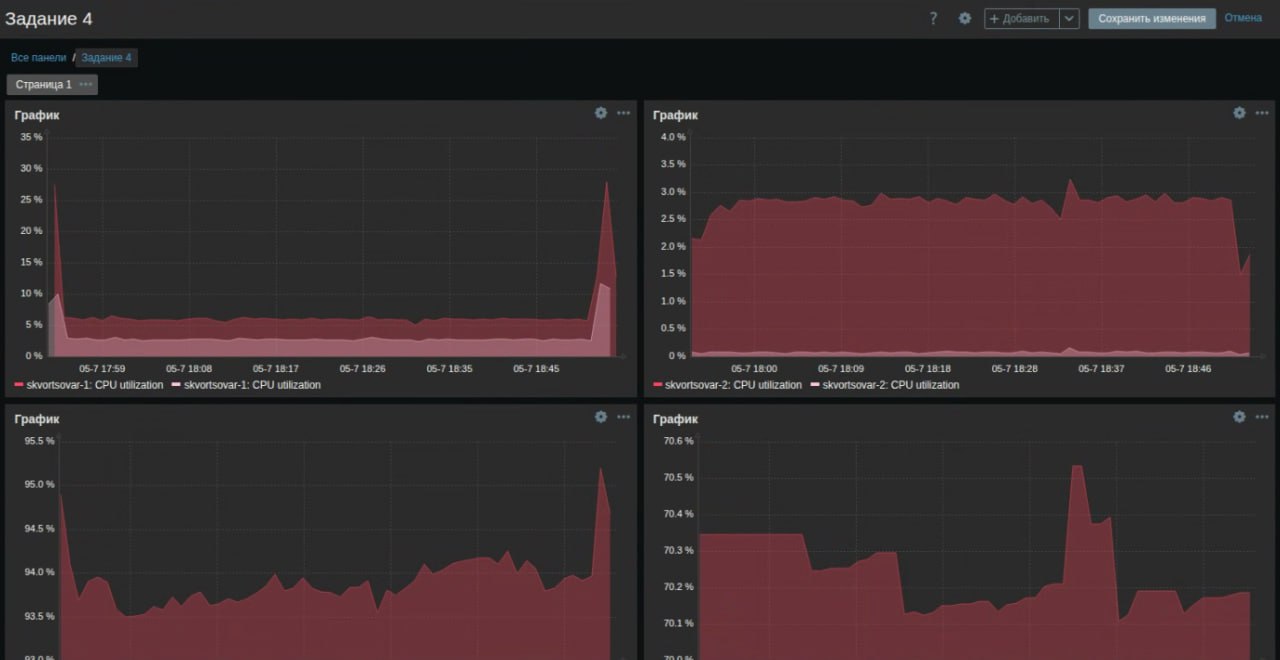 Задание 4
? + Добавить Сохранить изменения Отмена
Все панели / Задание 4
Страница 1 •••
График
35 %
30 %
25 %
20 %
15 %
10 %
5 %
0 %
05-7 17:59 05-7 18:08 05-7 18:17 05-7 18:26 05-7 18:35 05-7 18:45
skvortsovar-1: CPU utilization skvortsovar-1: CPU utilization
График
4.0 %
3.5 %
3.0 %
2.5 %
2.0 %
1.5 %
1.0 %
0.5 %
0 %
05-7 18:00 05-7 18:09 05-7 18:18 05-7 18:28 05-7 18:37 05-7 18:46
skvortsovar-2: CPU utilization skvortsovar-2: CPU utilization
График
95.5 %
95.0 %
94.5 %
94.0 %
93.5 %
93.0 %
График
70.6 %
70.5 %
70.4 %
70.3 %
70.2 %
70.1 %
70.0 %